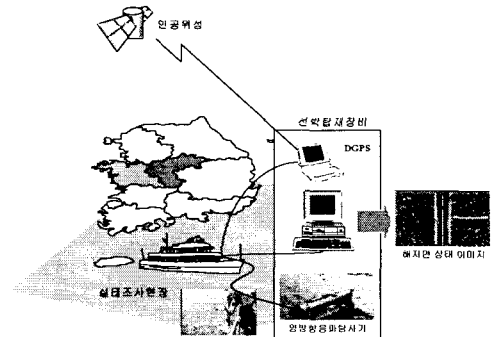 인공위성
선박탑재장비
DGPS
해저면 상태 이미지
실태조사현장
양방향음파탐사기